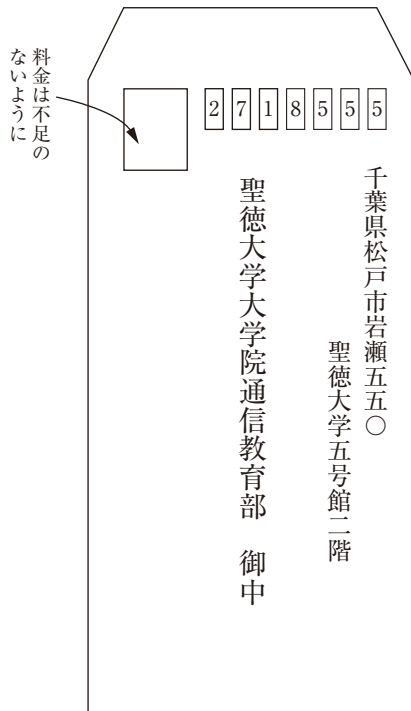 2718555
千葉県松戸市岩瀬五五〇
聖徳大学五号館二階
聖徳大学大学院通信教育部　御中
料金は不足の
ないように